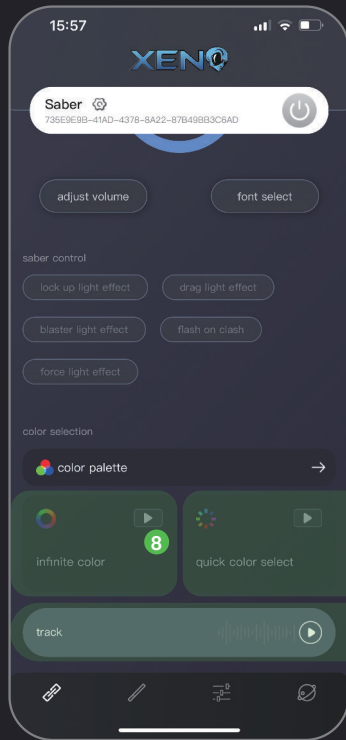 15:57
XENO
Saber
735E9E9B-41AD-4378-8A22-87B49BB3C6AD
adjust volume font select
saber control
lock up light effect drag light effect
blaster light effect flash on clash
force light effect
color selection
color palette →
8
infinite color quick color select
track